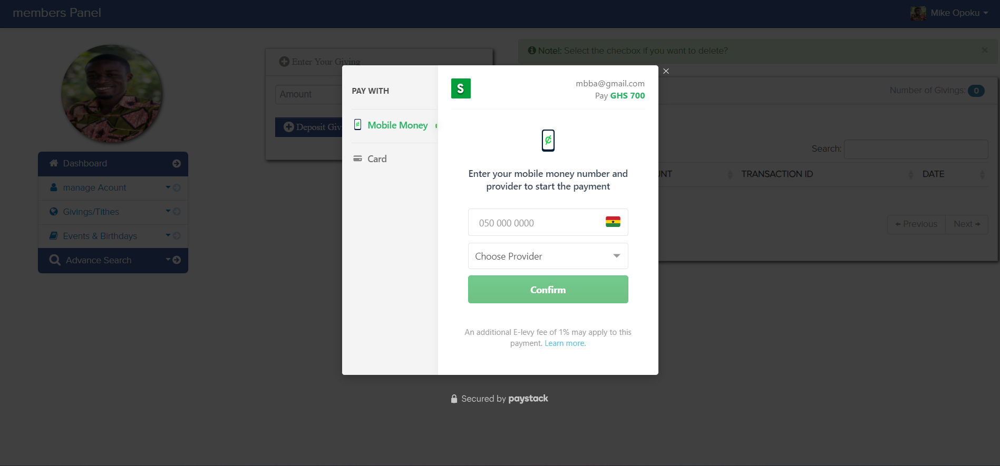 members Panel
Mike Opoku
Dashboard
manage Acount
Givings/Tithes
Events & Birthdays
Advance Search
Enter Your Giving
Amount
Deposit Givi
Note!: Select the checbox if you want to delete?
×
Number of Givings: 0
Search:
UNT
TRANSACTION ID
DATE
Previous
Next
PAY WITH
Mobile Money
Card
S
mbba@gmail.com
Pay GHS 700
₵
Enter your mobile money number and
provider to start the payment
050 000 0000
Choose Provider
Confirm
An additional E-levy fee of 1% may apply to this
payment. Learn more.
Secured by paystack